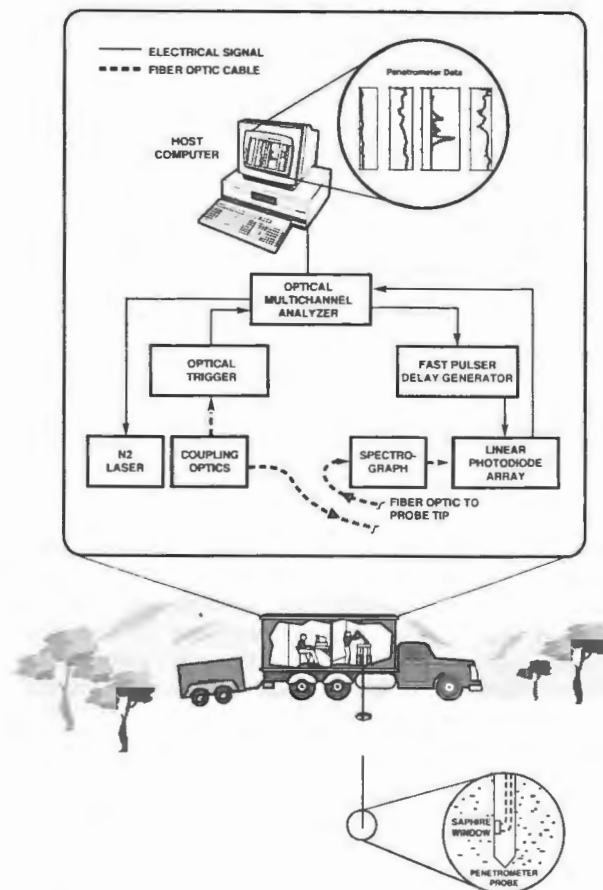 ELECTRICAL SIGNAL
FIBER OPTIC CABLE
Penetrometer Data
HOST
COMPUTER
OPTICAL
MULTICHANNEL
ANALYZER
OPTICAL
TRIGGER
FAST PULSER
DELAY GENERATOR
N2
LASER
COUPLING
OPTICS
SPECTRO-
GRAPH
LINEAR
PHOTODIODE
ARRAY
FIBER OPTIC TO
PROBE TIP
SAPHIRE
WINDOW
PENETROMETER
PROBE